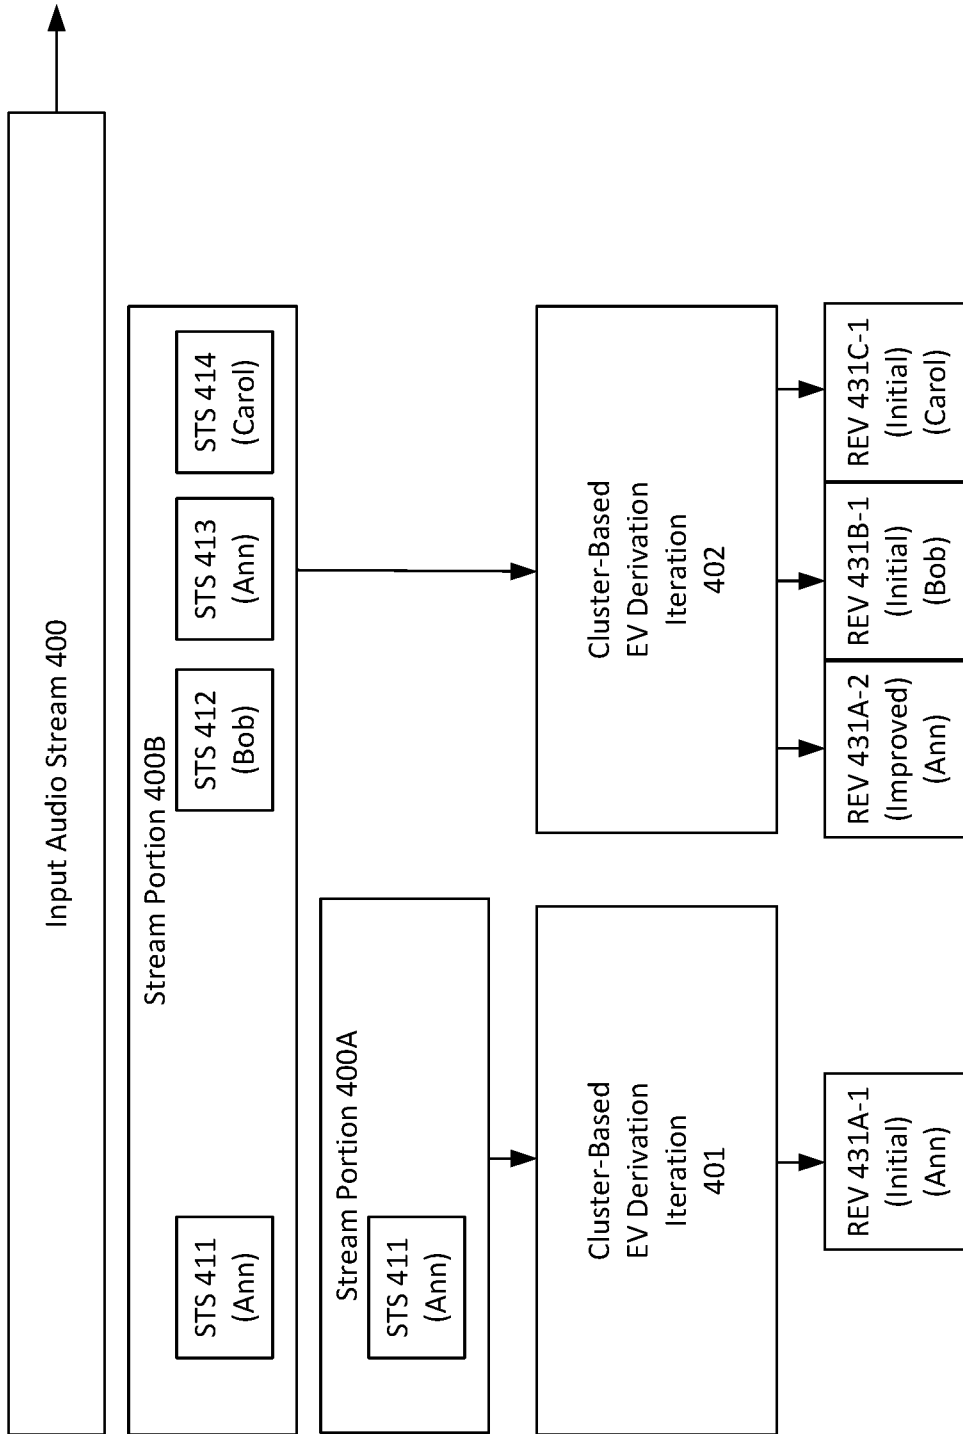 Input Audio Stream 400
Stream Portion 400B
STS 411
(Ann)
STS 412
(Bob)
STS 413
(Ann)
STS 414
(Carol)
Stream Portion 400A
STS 411
(Ann)
Cluster-Based
EV Derivation
Iteration
401
Cluster-Based
EV Derivation
Iteration
402
REV 431A-1
(Initial)
(Ann)
REV 431A-2
(Improved)
(Ann)
REV 431B-1
(Initial)
(Bob)
REV 431C-1
(Initial)
(Carol)